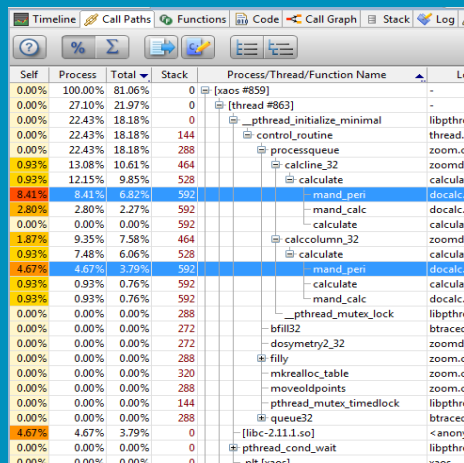 Timeline Call Paths Functions Code Call Graph Stack Log
? % Σ
Self Process Total Stack Process/Thread/Function Name
0.00% 100.00% 81.06% 0 [xaos #859] -
0.00% 27.10% 21.97% 0 [thread #863] -
0.00% 22.43% 18.18% 0 __pthread_initialize_minimal libpthr
0.00% 22.43% 18.18% 144 control_routine thread.
0.00% 22.43% 18.18% 288 processqueue zoom.c
0.93% 13.08% 10.61% 464 calcline_32 zoomd
0.93% 12.15% 9.85% 528 calculate calcula
8.41% 8.41% 6.82% 592 mand_peri docalc.
2.80% 2.80% 2.27% 592 mand_calc docalc.
0.00% 0.00% 0.00% 592 calculate calcula
1.87% 9.35% 7.58% 464 calccolumn_32 zoomd
0.93% 7.48% 6.06% 528 calculate calcula
4.67% 4.67% 3.79% 592 mand_peri docalc.
0.93% 0.93% 0.76% 592 calculate calcula
0.93% 0.93% 0.76% 592 mand_calc docalc.
0.00% 0.00% 0.00% 288 __pthread_mutex_lock libpthr
0.00% 0.00% 0.00% 272 bfill32 btraced
0.00% 0.00% 0.00% 272 dosymetry2_32 zoomd
0.00% 0.00% 0.00% 288 filly zoom.c
0.00% 0.00% 0.00% 320 mkrealloc_table zoom.c
0.00% 0.00% 0.00% 288 moveoldpoints zoom.c
0.00% 0.00% 0.00% 144 pthread_mutex_timedlock libpthr
0.00% 0.00% 0.00% 288 queue32 btraced
4.67% 4.67% 3.79% 0 [libc-2.11.1.so] <anony
0.00% 0.00% 0.00% 0 pthread_cond_wait libpthr
0.00% 0.00% 0.00% 0